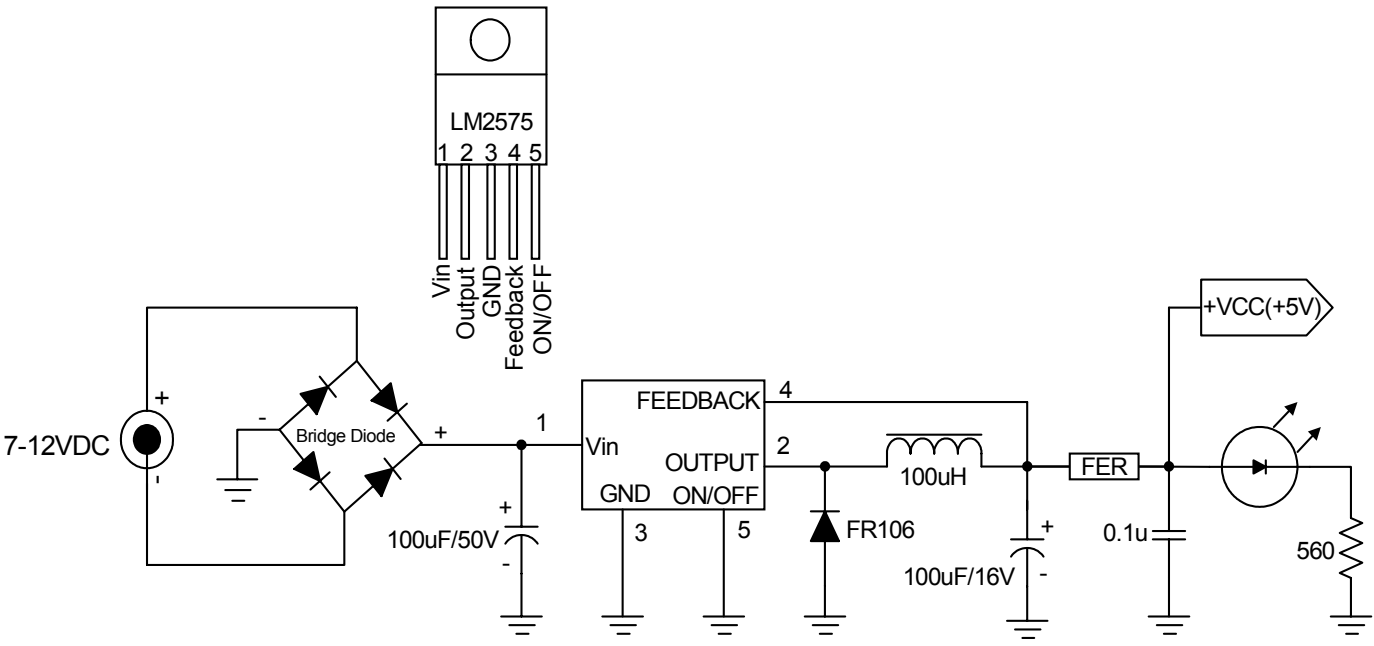 LM2575
1 2 3 4 5
Vin
Output
GND
Feedback
ON/OFF
+VCC(+5V)
7-12VDC
+
-
-
Bridge Diode
+
1
Vin
FEEDBACK
4
OUTPUT
2
GND
ON/OFF
3
5
+
100uF/50V
-
100uH
FER
FR106
+
100uF/16V
-
0.1u
560